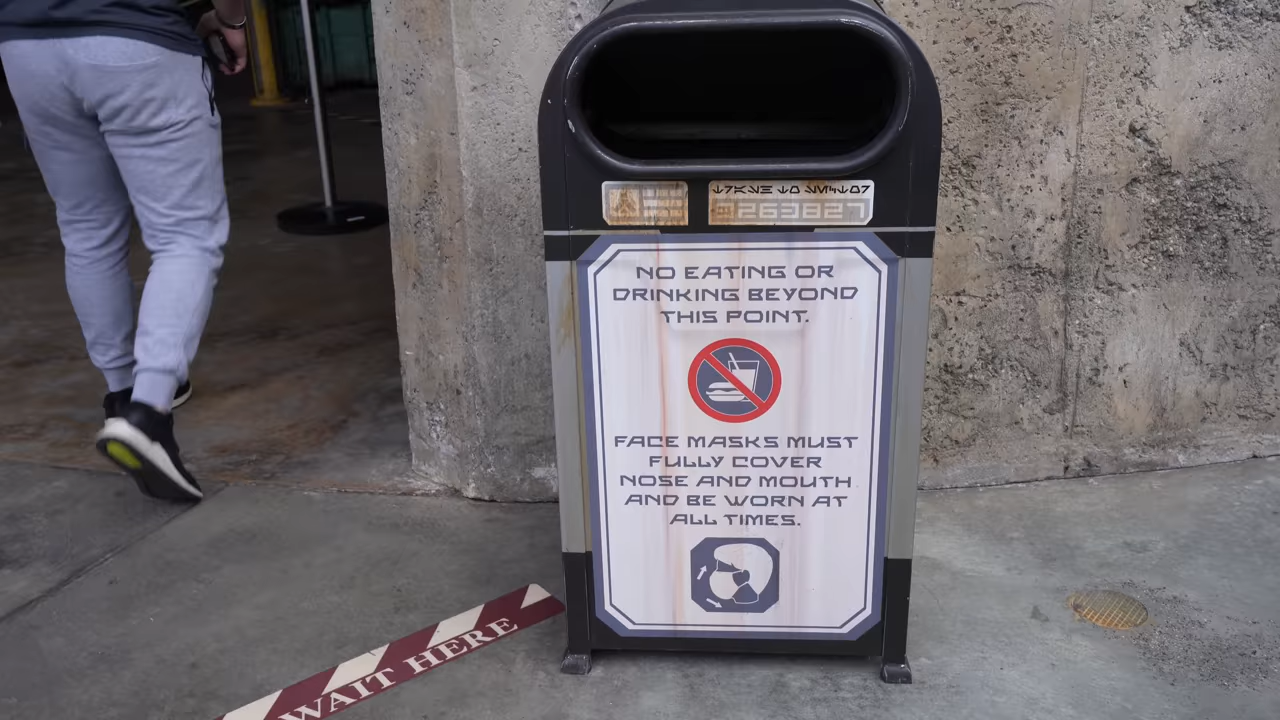 3263827
NO EATING OR
DRINKING BEYOND
THIS POINT.
FACE MASKS MUST
FULLY COVER
NOSE AND MOUTH
AND BE WORN AT
ALL TIMES.
WAIT HERE